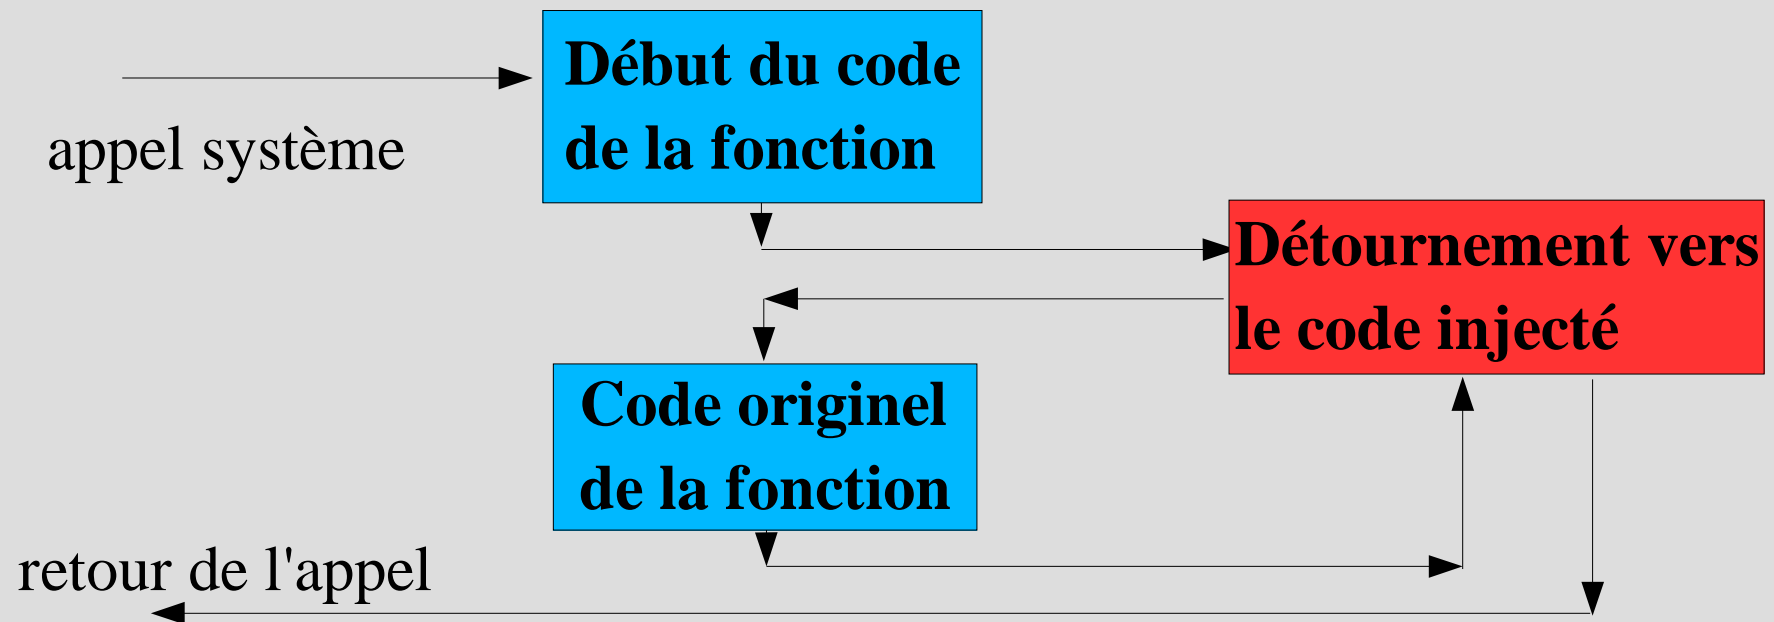 Début du code
de la fonction
appel système
Détournement vers
le code injecté
Code originel
de la fonction
retour de l'appel